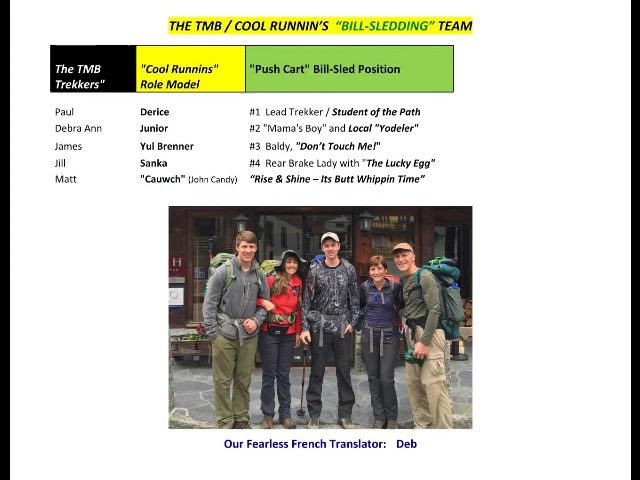 THE TMB / COOL RUNNIN’S “BILL-SLEDDING” TEAM
The TMB Trekkers" "Cool Runnins" Role Model "Push Cart" Bill-Sled Position
Paul Derice #1 Lead Trekker / Student of the Path
Debra Ann Junior #2 "Mama's Boy" and Local "Yodeler"
James Yul Brenner #3 Baldy, "Don’t Touch Me!"
Jill Sanka #4 Rear Brake Lady with "The Lucky Egg"
Matt "Cauwch" (John Candy) “Rise & Shine – Its Butt Whippin Time”
H
Our Fearless French Translator: Deb